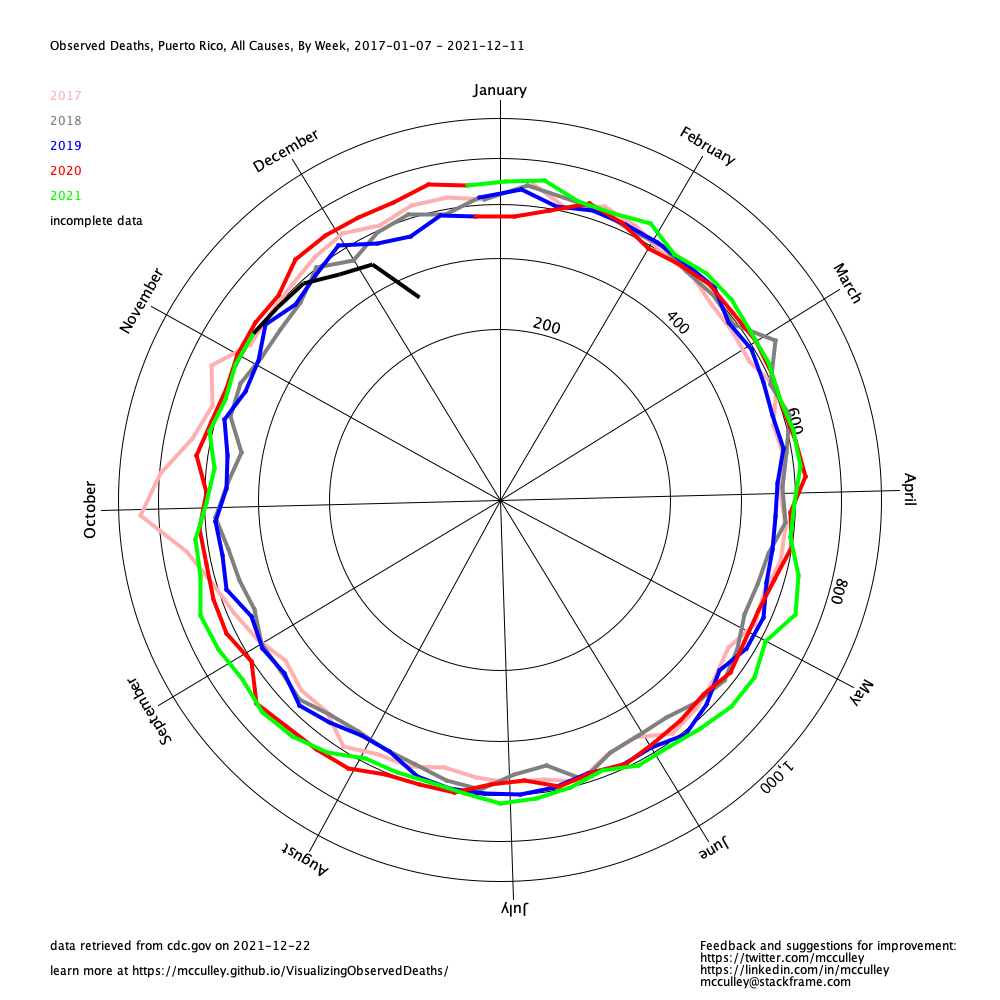 Observed Deaths, Puerto Rico, All Causes, By Week, 2017-01-07 - 2021-12-11
January
2017
2018
2019
2020
2021
incomplete data
December
February
November
March
200
400
600
October
April
800
September
May
1,000
August
June
July
data retrieved from cdc.gov on 2021-12-22
learn more at https://mcculley.github.io/VisualizingObservedDeaths/
Feedback and suggestions for improvement:
https://twitter.com/mcculley
https://linkedin.com/in/mcculley
mcculley@stackframe.com